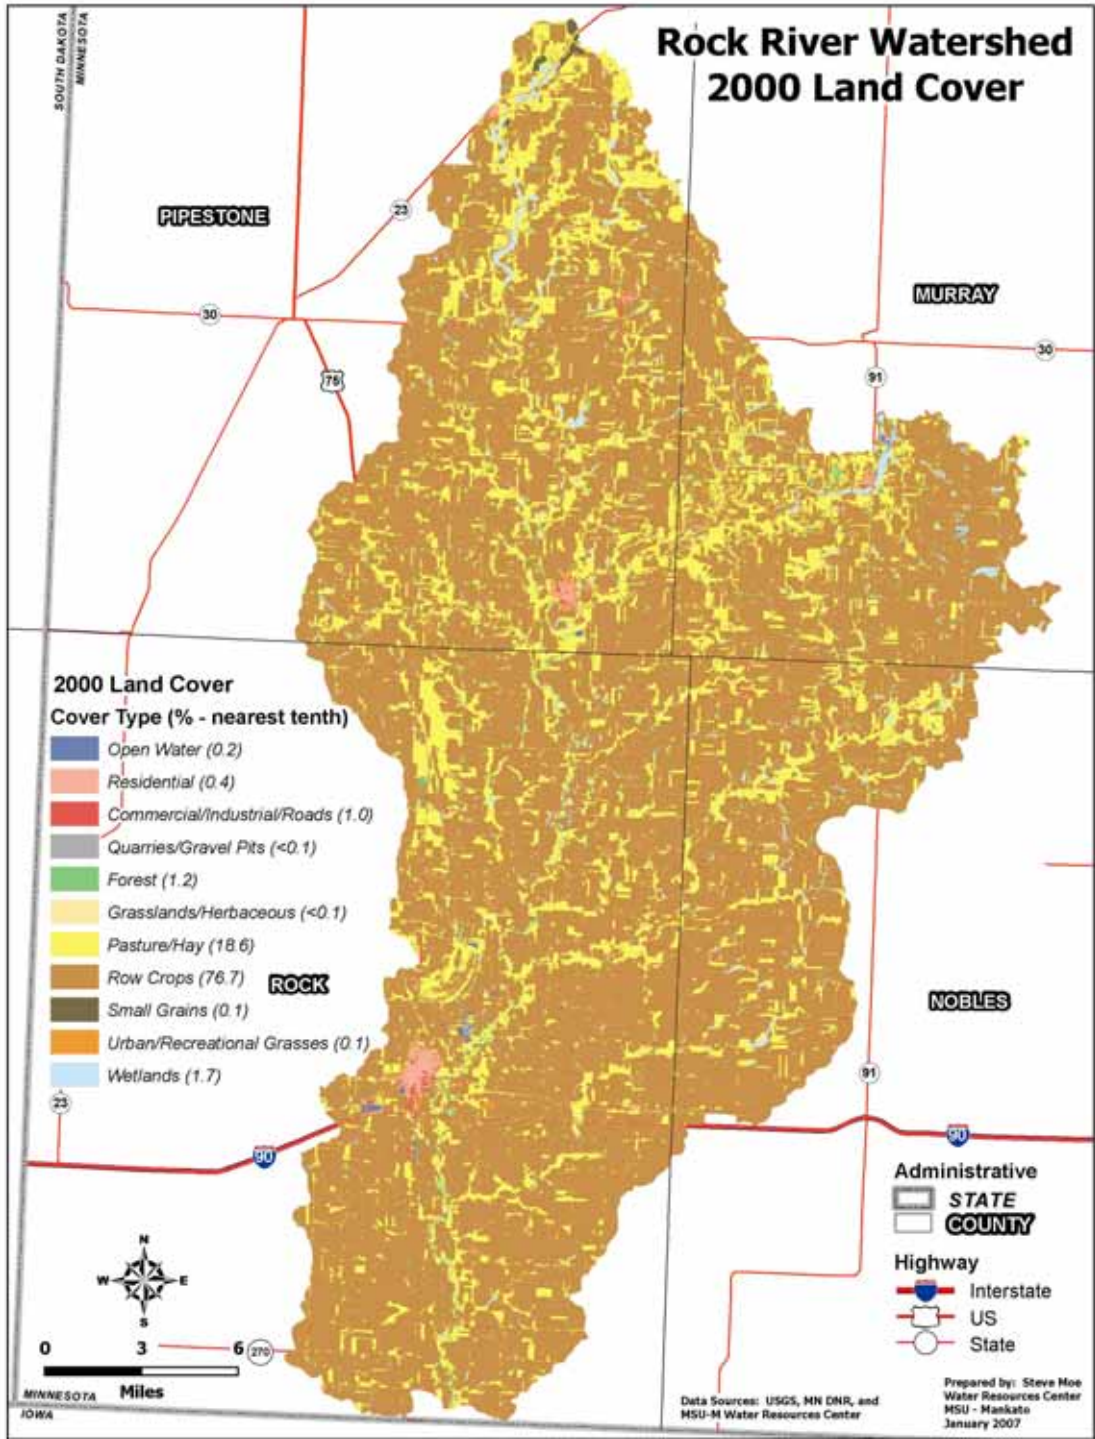 Rock River Watershed
2000 Land Cover
SOUTH DAKOTA
MINNESOTA
PIPESTONE
23
MURRAY
30
75
30
91
2000 Land Cover
Cover Type (% - nearest tenth)
Open Water (0.2)
Residential (0.4)
Commercial/Industrial/Roads (1.0)
Quarries/Gravel Pits (<0.1)
Forest (1.2)
Grasslands/Herbaceous (<0.1)
Pasture/Hay (18.6)
Row Crops (76.7)
Small Grains (0.1)
Urban/Recreational Grasses (0.1)
Wetlands (1.7)
ROCK
NOBLES
23
91
90
90
Administrative
STATE
COUNTY
Highway
Interstate
US
State
N
W
E
S
0 3 6
Miles
270
MINNESOTA
IOWA
Data Sources: USGS, MN DNR, and
MSU-M Water Resources Center
Prepared by: Steve Moe
Water Resources Center
MSU - Mankato
January 2007